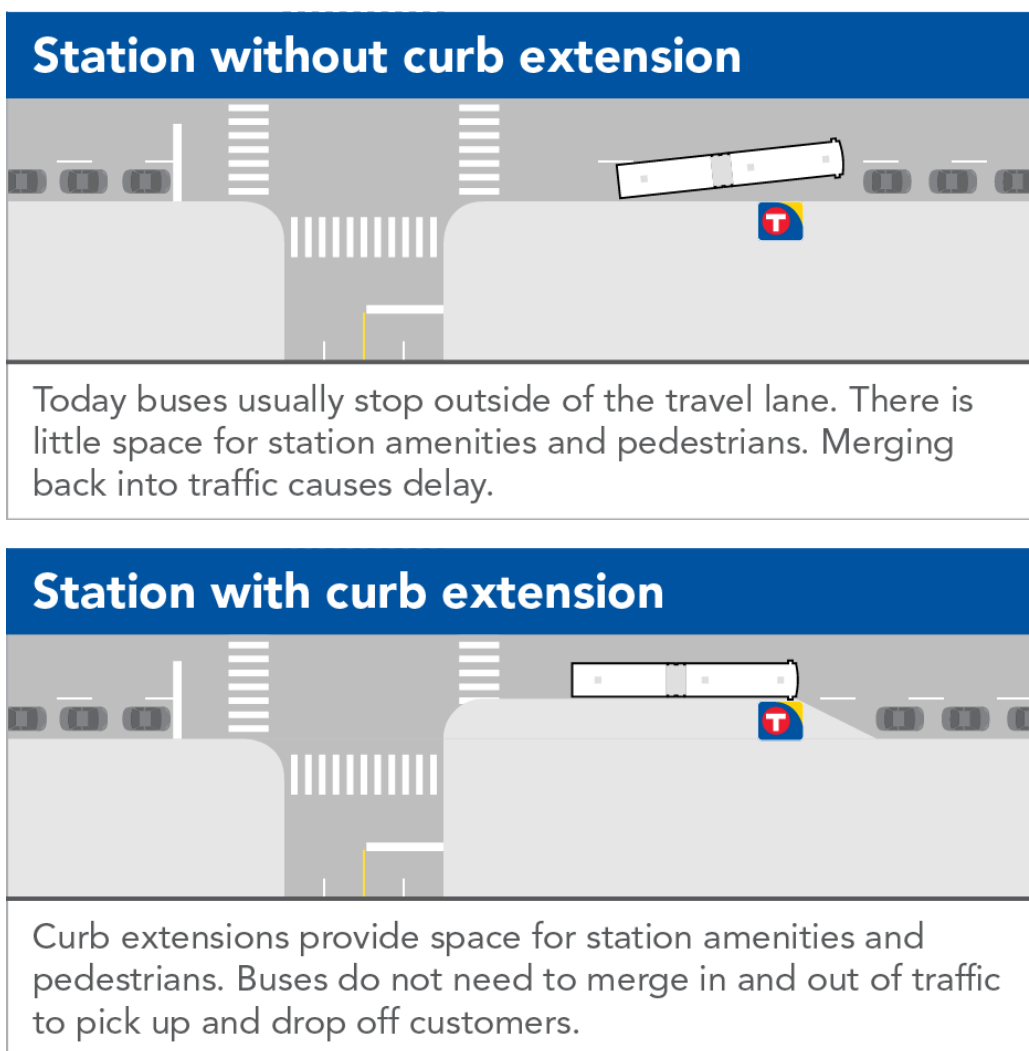 Station without curb extension
T
Today buses usually stop outside of the travel lane. There is
little space for station amenities and pedestrians. Merging
back into traffic causes delay.
Station with curb extension
T
Curb extensions provide space for station amenities and
pedestrians. Buses do not need to merge in and out of traffic
to pick up and drop off customers.